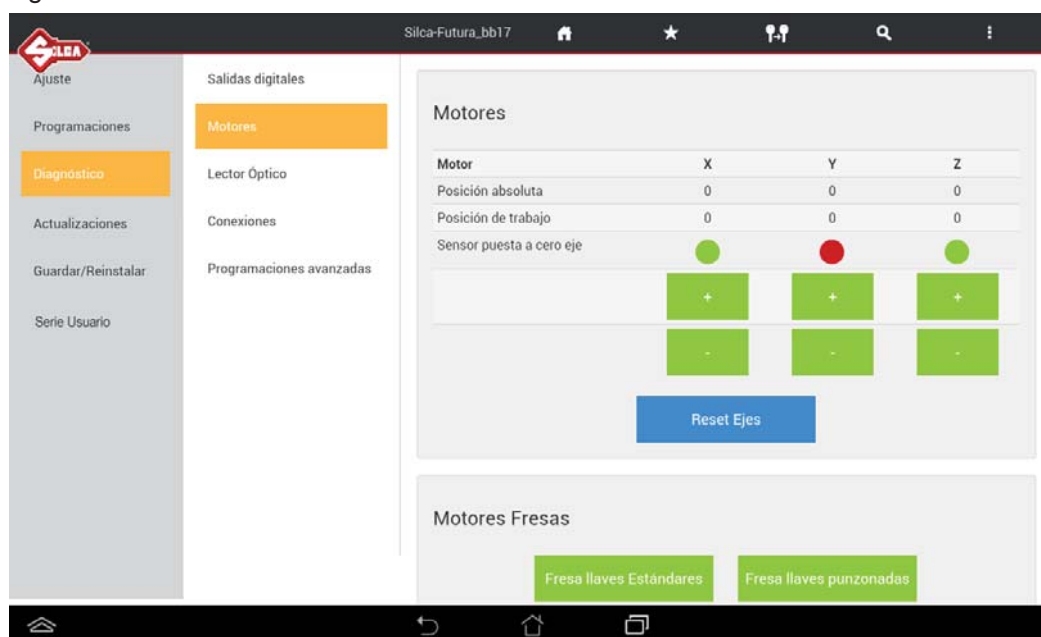 SILCA
Silca-Futura_bb17
Ajuste
Programaciones
Diagnóstico
Actualizaciones
Guardar/Reinstalar
Serie Usuario
Salidas digitales
Motores
Lector Óptico
Conexiones
Programaciones avanzadas
Motores
Motor X Y Z
Posición absoluta 0 0 0
Posición de trabajo 0 0 0
Sensor puesta a cero eje
+ + +
- - -
Reset Ejes
Motores Fresas
Fresa llaves Estándares Fresa llaves punzonadas